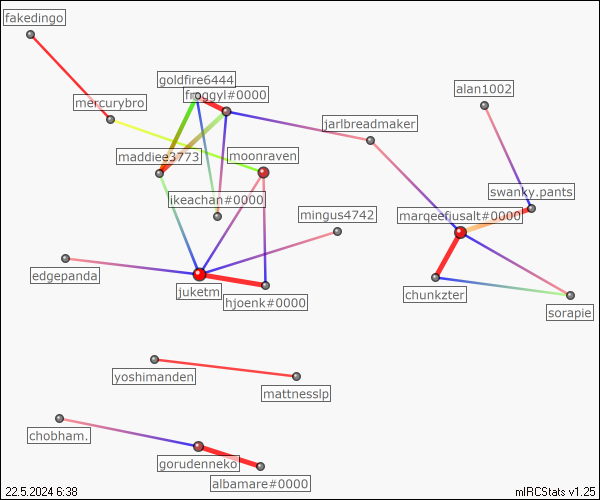 fakedingo
goldfire6444
froggyl#0000
mercurybro
alan1002
jarlbreadmaker
maddiee3773
moonraven
ikeachan#0000
swanky.pants
mingus4742
marqeefiusalt#0000
edgepanda
juketm
hjoenk#0000
chunkzter
sorapie
yoshimanden
mattnesslp
chobham.
gorudenneko
albamare#0000
22.5.2024 6:38
mIRCStats v1.25